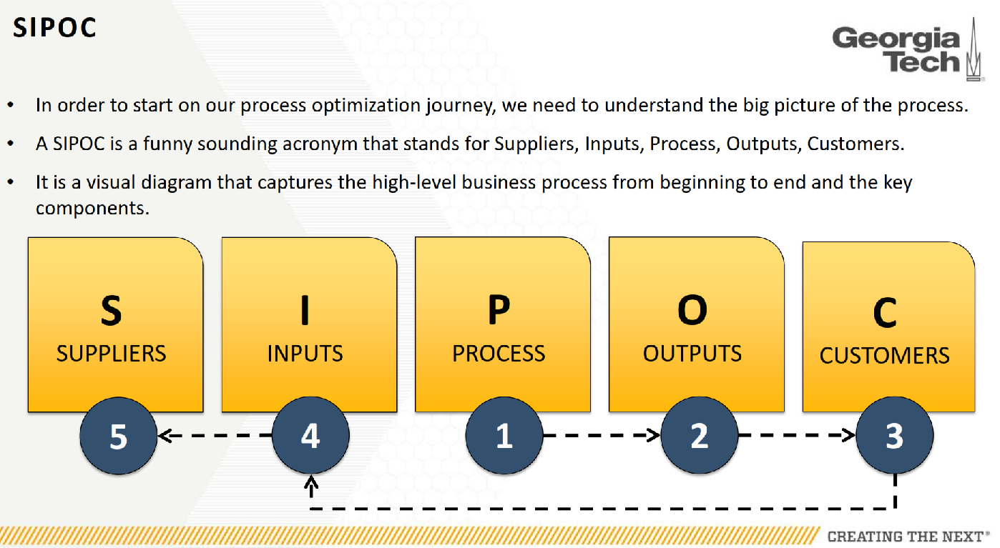 SIPOC
Georgia
Tech
®
• In order to start on our process optimization journey, we need to understand the big picture of the process.
• A SIPOC is a funny sounding acronym that stands for Suppliers, Inputs, Process, Outputs, Customers.
• It is a visual diagram that captures the high-level business process from beginning to end and the key
components.
S
SUPPLIERS
I
INPUTS
P
PROCESS
O
OUTPUTS
C
CUSTOMERS
5
4
1
2
3
CREATING THE NEXT®